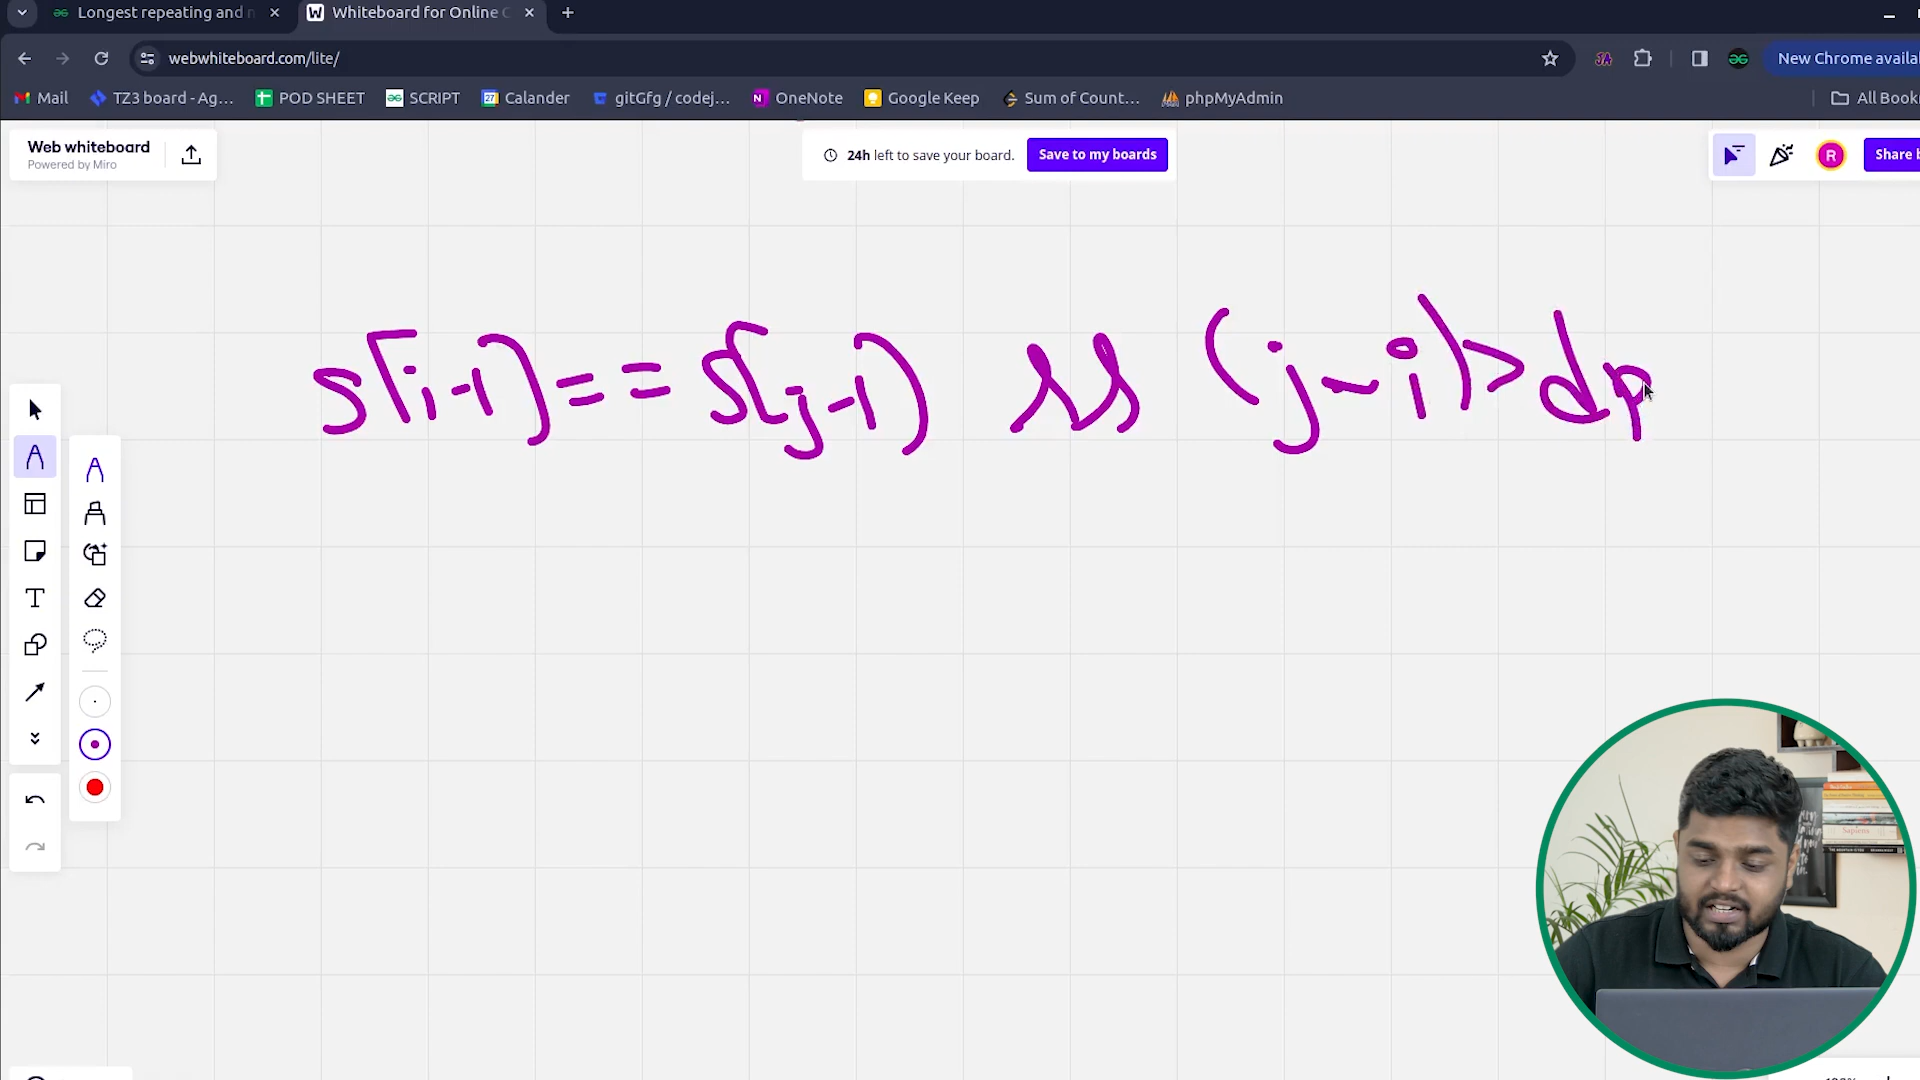 Longest repeating and n
Whiteboard for Online C
webwhiteboard.com/lite/
New Chrome availa
Mail
TZ3 board - Ag...
POD SHEET
SCRIPT
27
Calander
gitGfg / codej...
OneNote
Google Keep
Sum of Count...
phpMyAdmin
All Book
Web whiteboard
Powered by Miro
24h left to save your board.
Save to my boards
R
Share b
s[i-1] == s[j-1] && (j-i) > dp
Sapiens